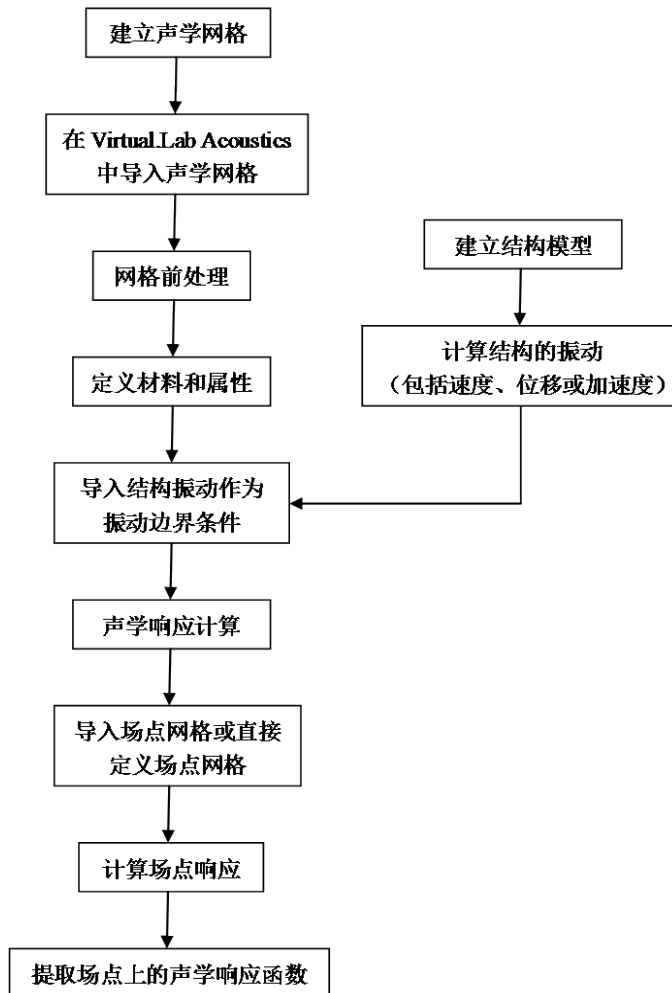 建立声学网格
在 Virtual.Lab Acoustics
中导入声学网格
网格前处理
定义材料和属性
建立结构模型
计算结构的振动
（包括速度、位移或加速度）
导入结构振动作为
振动边界条件
声学响应计算
导入场点网格或直接
定义场点网格
计算场点响应
提取场点上的声学响应函数